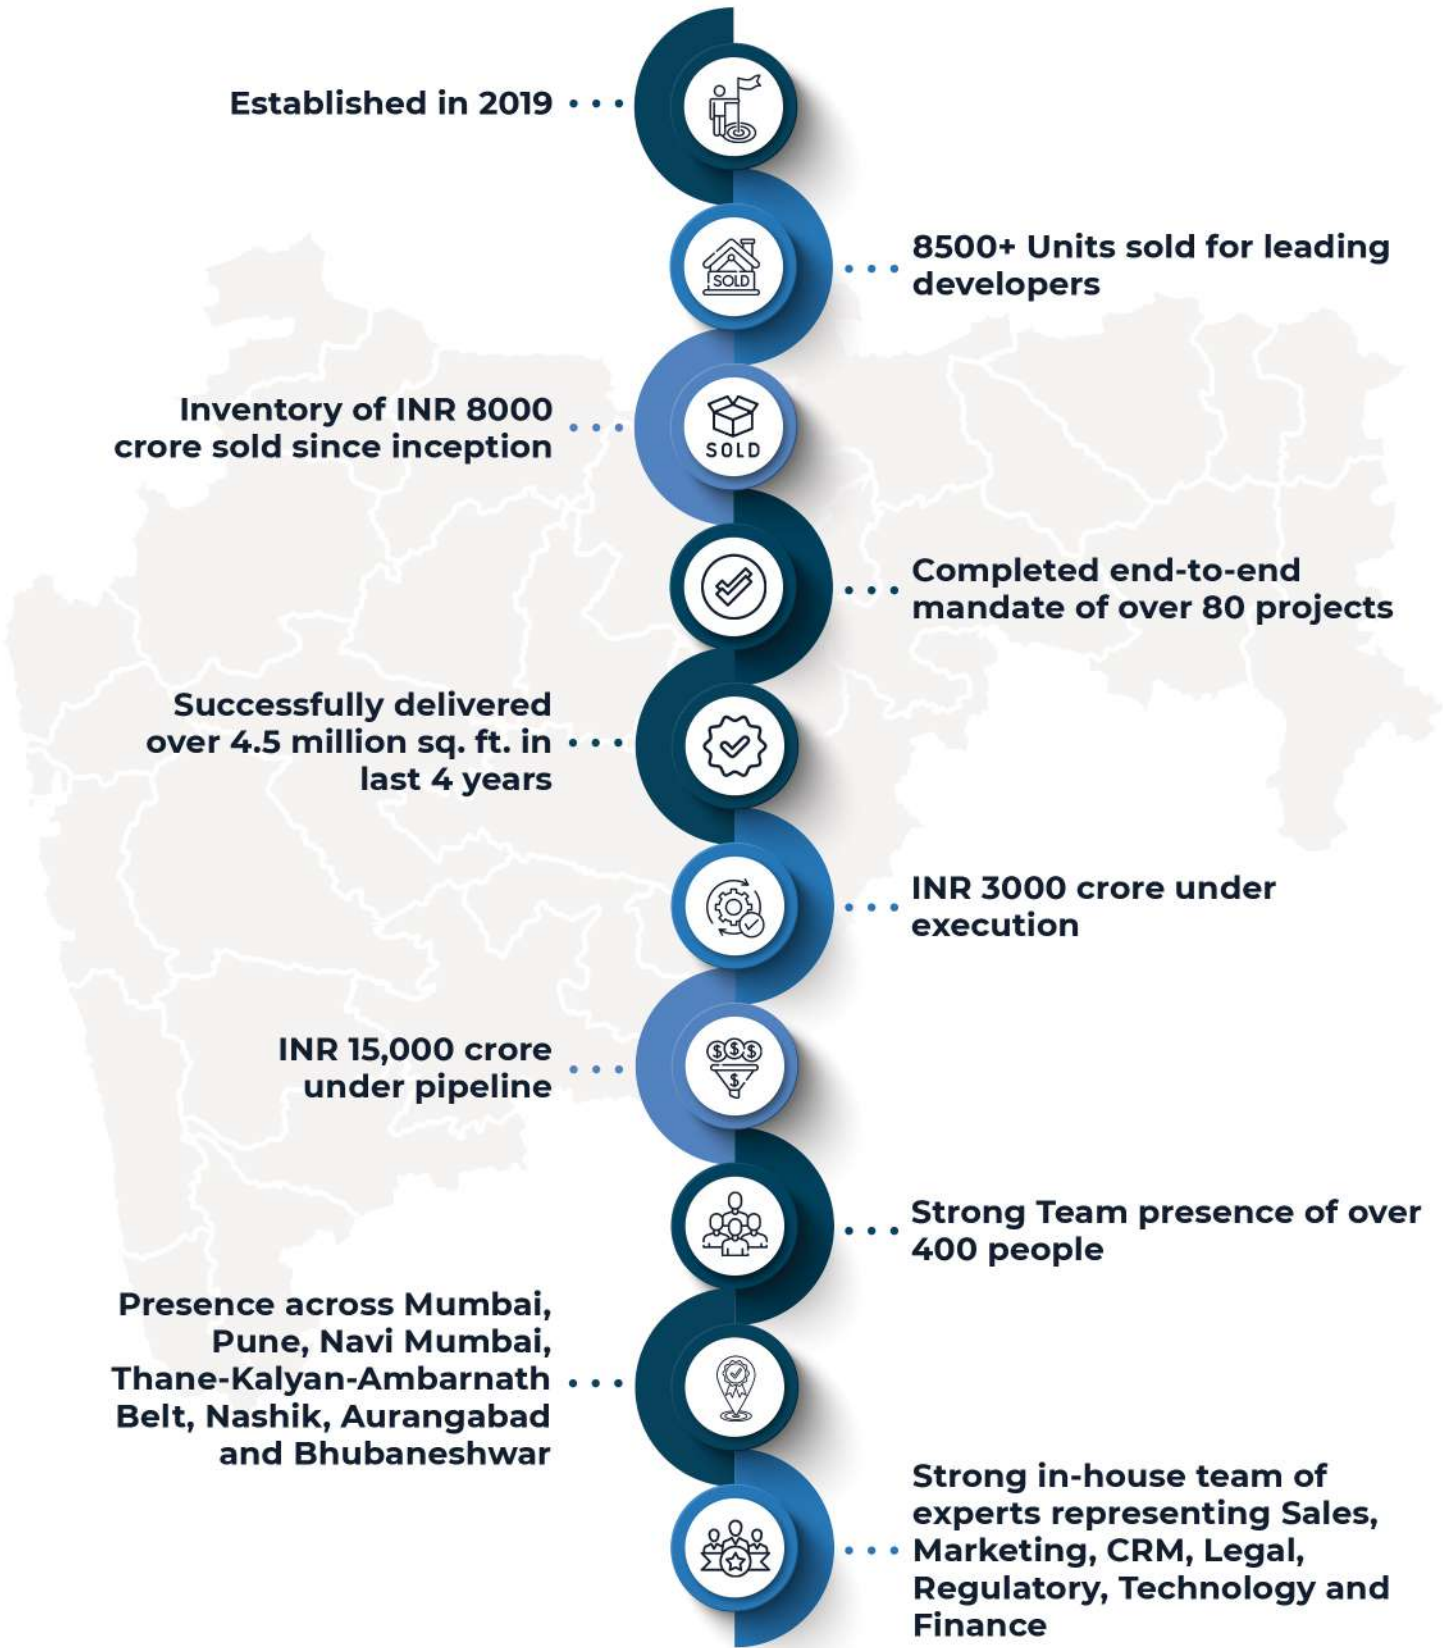 Established in 2019
8500+ Units sold for leading
developers
SOLD
Inventory of INR 8000
crore sold since inception
SOLD
Completed end-to-end
mandate of over 80 projects
Successfully delivered
over 4.5 million sq. ft. in
last 4 years
INR 3000 crore under
execution
INR 15,000 crore
under pipeline
$ $ $
$
Strong Team presence of over
400 people
Presence across Mumbai,
Pune, Navi Mumbai,
Thane-Kalyan-Ambarnath
Belt, Nashik, Aurangabad
and Bhubaneshwar
Strong in-house team of
experts representing Sales,
Marketing, CRM, Legal,
Regulatory, Technology and
Finance